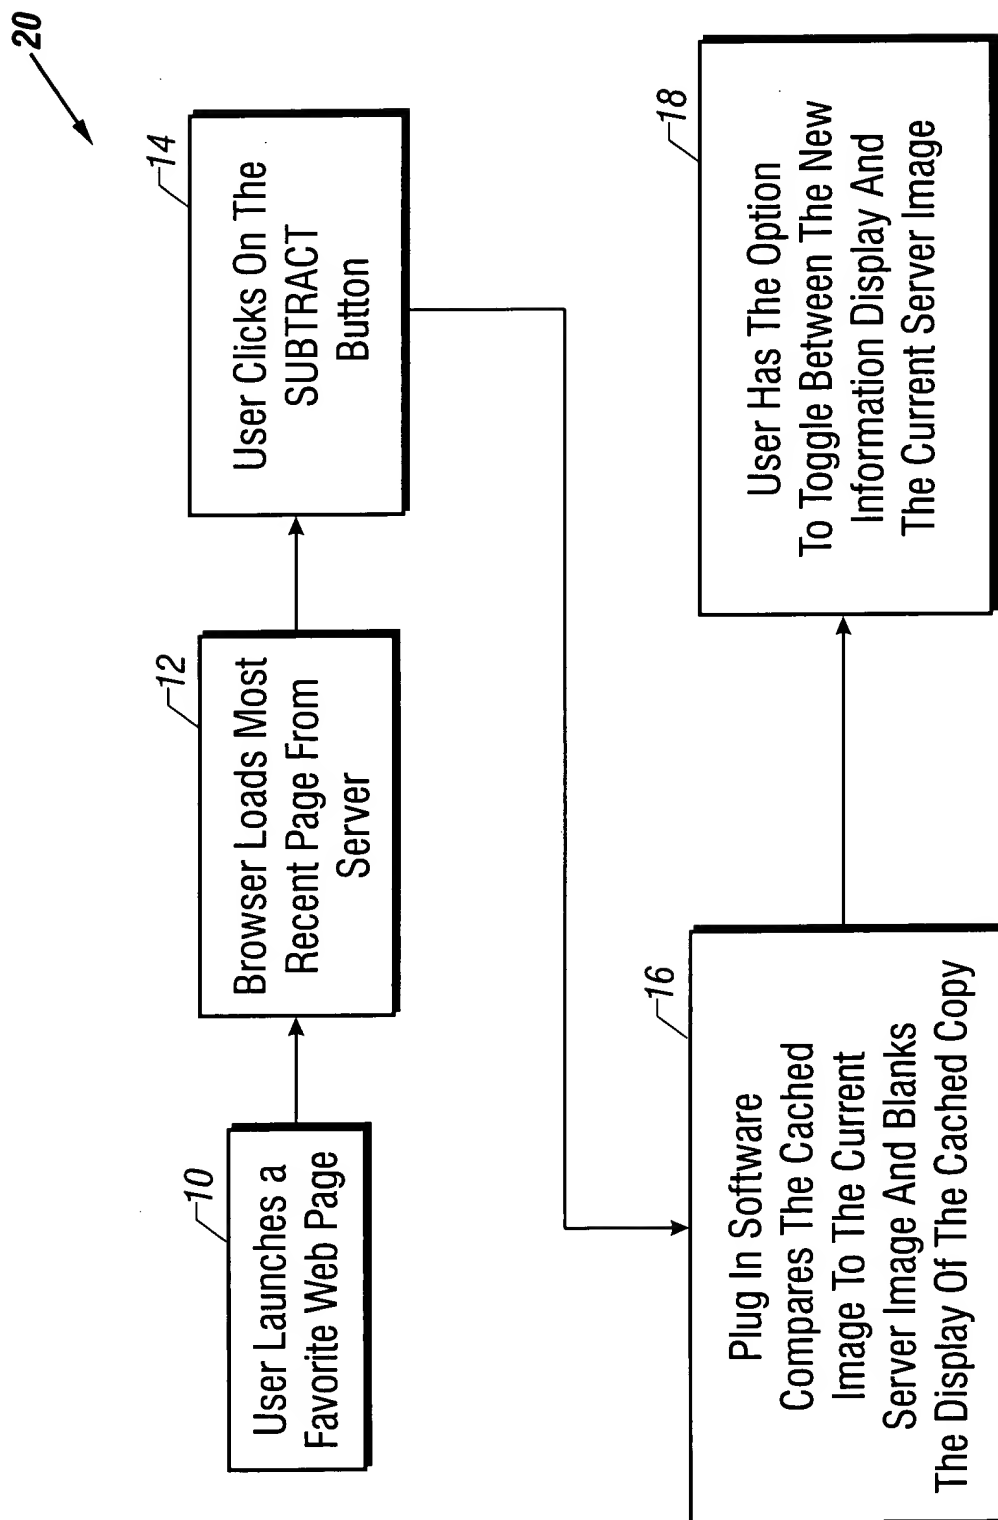 20
10
User Launches a
Favorite Web Page
12
Browser Loads Most
Recent Page From
Server
14
User Clicks On The
SUBTRACT
Button
16
Plug In Software
Compares The Cached
Image To The Current
Server Image And Blanks
The Display Of The Cached Copy
18
User Has The Option
To Toggle Between The New
Information Display And
The Current Server Image